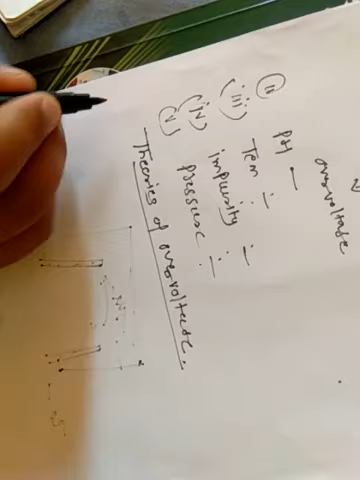 overvoltage
(ii) PH –
(iii) Tem :–
(iv) impurity :–
(v) pressure :–
Theories of overvoltage.